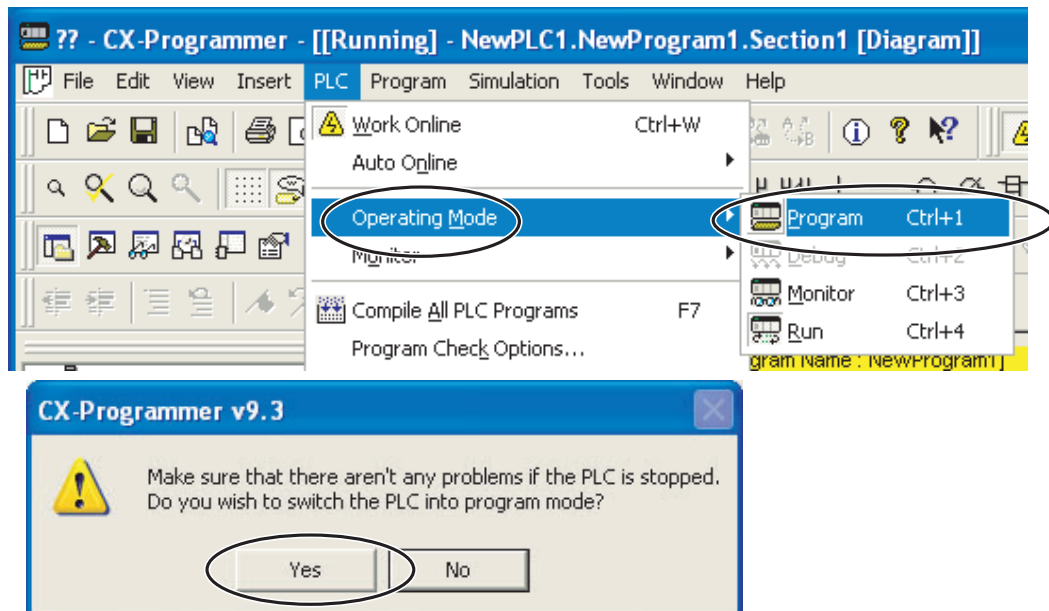 ?? - CX-Programmer - [[Running] - NewPLC1.NewProgram1.Section1 [Diagram]]
File Edit View Insert PLC Program Simulation Tools Window Help
Work Online Ctrl+W
Auto Online
Operating Mode
Program Ctrl+1
Monitor
Debug Ctrl+2
Monitor Ctrl+3
Compile All PLC Programs F7
Run Ctrl+4
Program Check Options...
gram Name : NewProgram1]
CX-Programmer v9.3
Make sure that there aren't any problems if the PLC is stopped.
Do you wish to switch the PLC into program mode?
Yes No